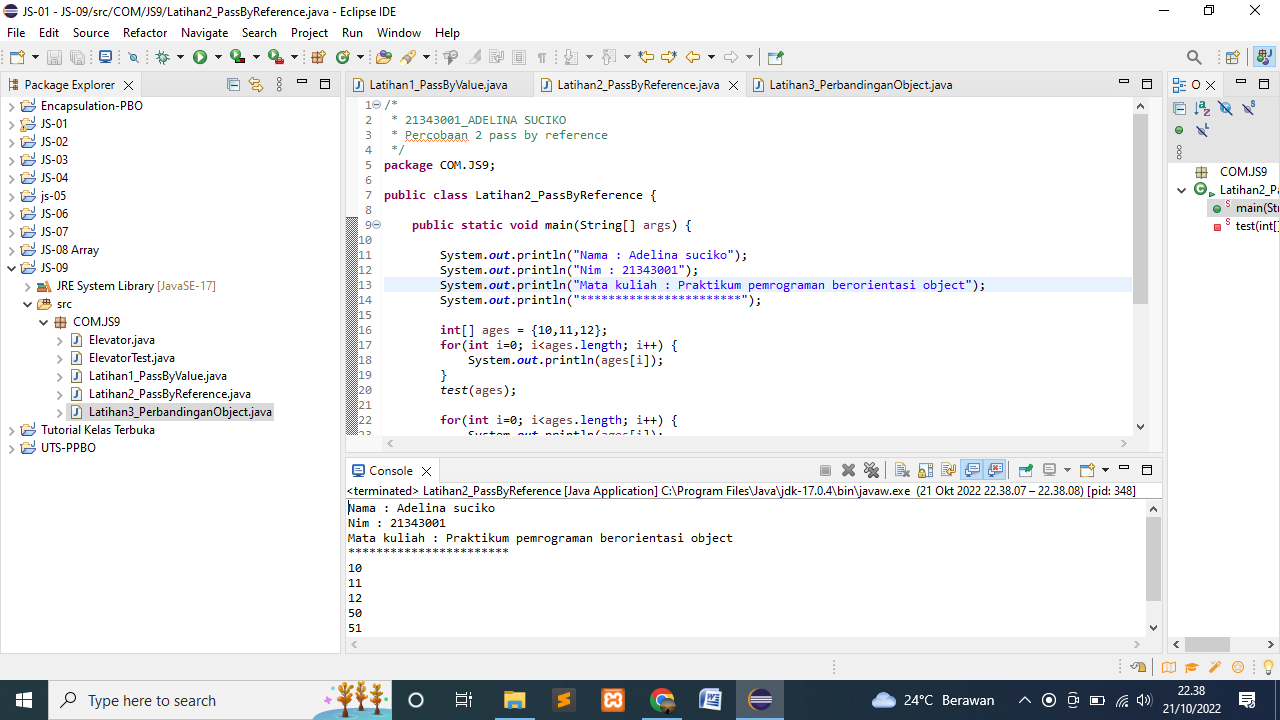 JS-01 - JS-09/src/COM/JS9/Latihan2_PassByReference.java - Eclipse IDE
File Edit Source Refactor Navigate Search Project Run Window Help
Package Explorer
Encapsulation-PBO
JS-01
JS-02
JS-03
JS-04
js-05
JS-06
JS-07
JS-08 Array
JS-09
JRE System Library [JavaSE-17]
src
COM.JS9
Elevator.java
ElevatorTest.java
Latihan1_PassByValue.java
Latihan2_PassByReference.java
Latihan3_PerbandinganObject.java
Tutorial Kelas Terbuka
UTS-PPBO
Latihan1_PassByValue.java Latihan2_PassByReference.java Latihan3_PerbandinganObject.java
1 /*
2 * 21343001_ADELINA SUCIKO
3 * Percobaan 2 pass by reference
4 */
5 package COM.JS9;
6
7 public class Latihan2_PassByReference {
8
9 public static void main(String[] args) {
10
11 System.out.println("Nama : Adelina suciko");
12 System.out.println("Nim : 21343001");
13 System.out.println("Mata kuliah : Praktikum pemrograman berorientasi object");
14 System.out.println("***********************");
15
16 int[] ages = {10,11,12};
17 for(int i=0; i<ages.length; i++) {
18 System.out.println(ages[i]);
19 }
20 test(ages);
21
22 for(int i=0; i<ages.length; i++) {
23 System.out.println(ages[i]);
Console
<terminated> Latihan2_PassByReference [Java Application] C:\Program Files\Java\jdk-17.0.4\bin\javaw.exe (21 Okt 2022 22.38.07 – 22.38.08) [pid: 348]
Nama : Adelina suciko
Nim : 21343001
Mata kuliah : Praktikum pemrograman berorientasi object
***********************
10
11
12
50
51
O
COM.JS9
Latihan2_Pa
main(Str
test(int[]
Type here to search
24°C Berawan
22.38
21/10/2022